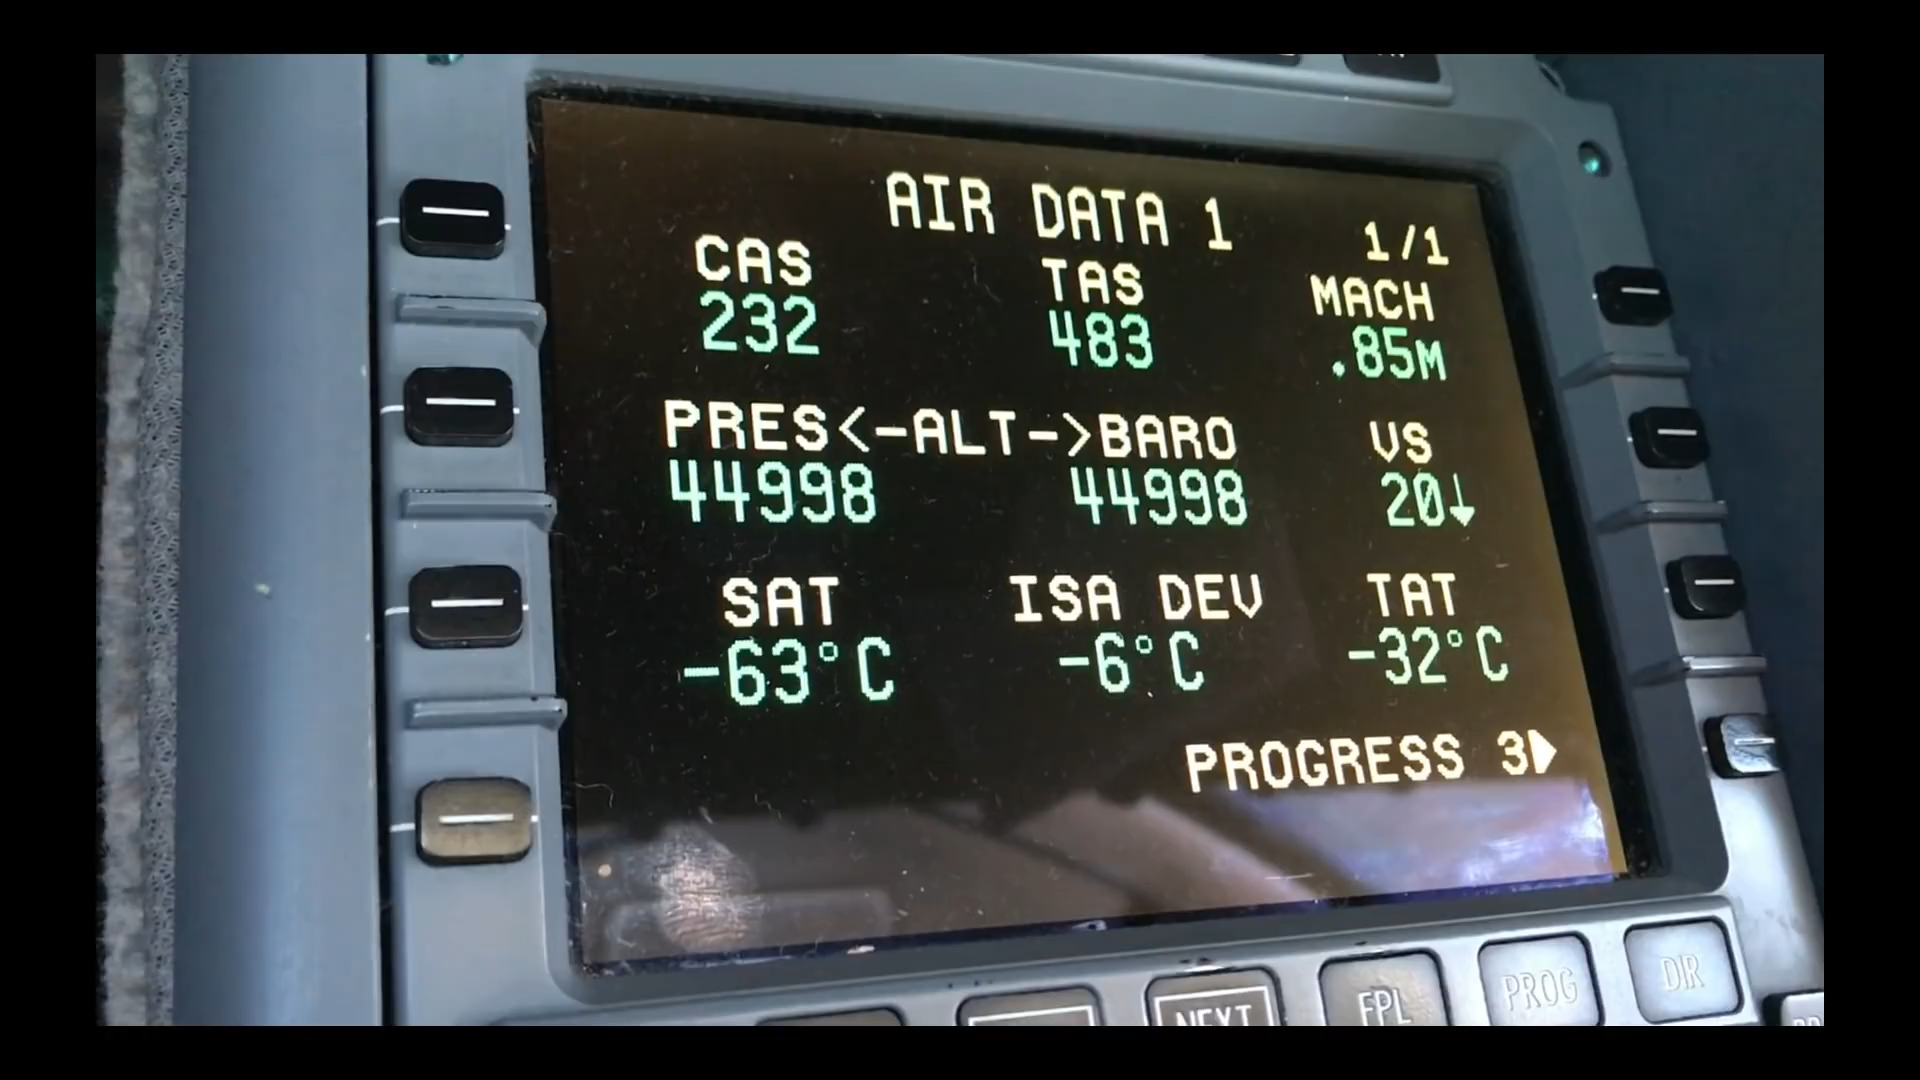 AIR DATA 1 1/1
CAS TAS MACH
232 483 .85M
PRES<-ALT->BARO VS
44998 44998 20↓
SAT ISA DEV TAT
-63°C -6°C -32°C
PROGRESS 3▶
NEXT FPL PROG DIR